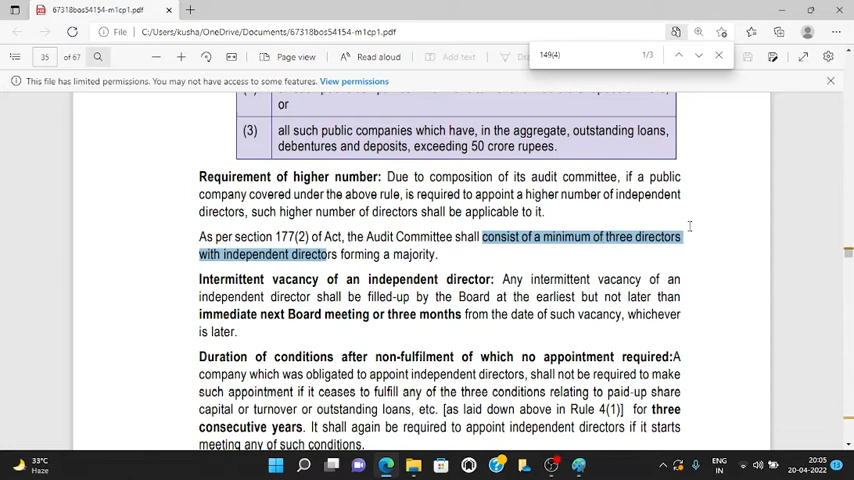 67318bos54154-m1cp1.pdf
File
C:/Users/kusha/OneDrive/Documents/67318bos54154-m1cp1.pdf
35 of 67
Page view
Read aloud
Add text
149(4)
1/3
This file has limited permissions. You may not have access to some features. View permissions
or
(3) all such public companies which have, in the aggregate, outstanding loans,
debentures and deposits, exceeding 50 crore rupees.
Requirement of higher number: Due to composition of its audit committee, if a public
company covered under the above rule, is required to appoint a higher number of independent
directors, such higher number of directors shall be applicable to it.
As per section 177(2) of Act, the Audit Committee shall consist of a minimum of three directors
with independent directors forming a majority.
Intermittent vacancy of an independent director: Any intermittent vacancy of an
independent director shall be filled-up by the Board at the earliest but not later than
immediate next Board meeting or three months from the date of such vacancy, whichever
is later.
Duration of conditions after non-fulfilment of which no appointment required:A
company which was obligated to appoint independent directors, shall not be required to make
such appointment if it ceases to fulfill any of the three conditions relating to paid-up share
capital or turnover or outstanding loans, etc. [as laid down above in Rule 4(1)] for three
consecutive years. It shall again be required to appoint independent directors if it starts
meeting any of such conditions.
33°C
Haze
ENG
IN
20:05
20-04-2022